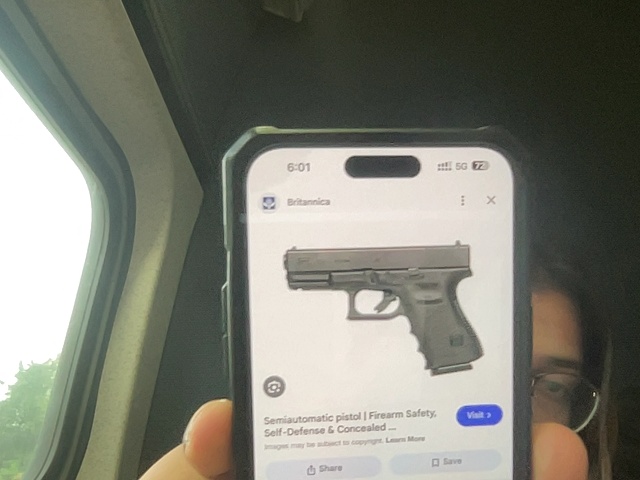 6:01 5G 72
Britannica
Semiautomatic pistol | Firearm Safety,
Self-Defense & Concealed ...
Visit >
Images may be subject to copyright. Learn More
Share
Save